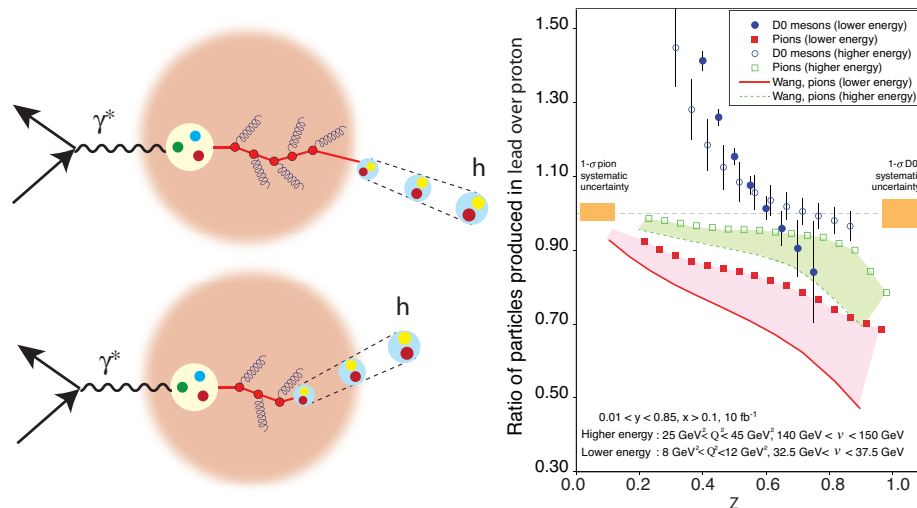 γ*
h
γ*
h
Ratio of particles produced in lead over proton
1.50
1.30
1.10
0.90
0.70
0.50
0.30
D0 mesons (lower energy)
Pions (lower energy)
D0 mesons (higher energy)
Pions (higher energy)
Wang, pions (lower energy)
Wang, pions (higher energy)
1-σ pion
systematic
uncertainty
1-σ D0
systematic
uncertainty
0.01 < y < 0.85, x > 0.1, 10 fb⁻¹
Higher energy : 25 GeV²< Q²< 45 GeV², 140 GeV < ν < 150 GeV
Lower energy : 8 GeV²< Q²<12 GeV², 32.5 GeV< ν < 37.5 GeV
0.0 0.2 0.4 0.6 0.8 1.0
Z